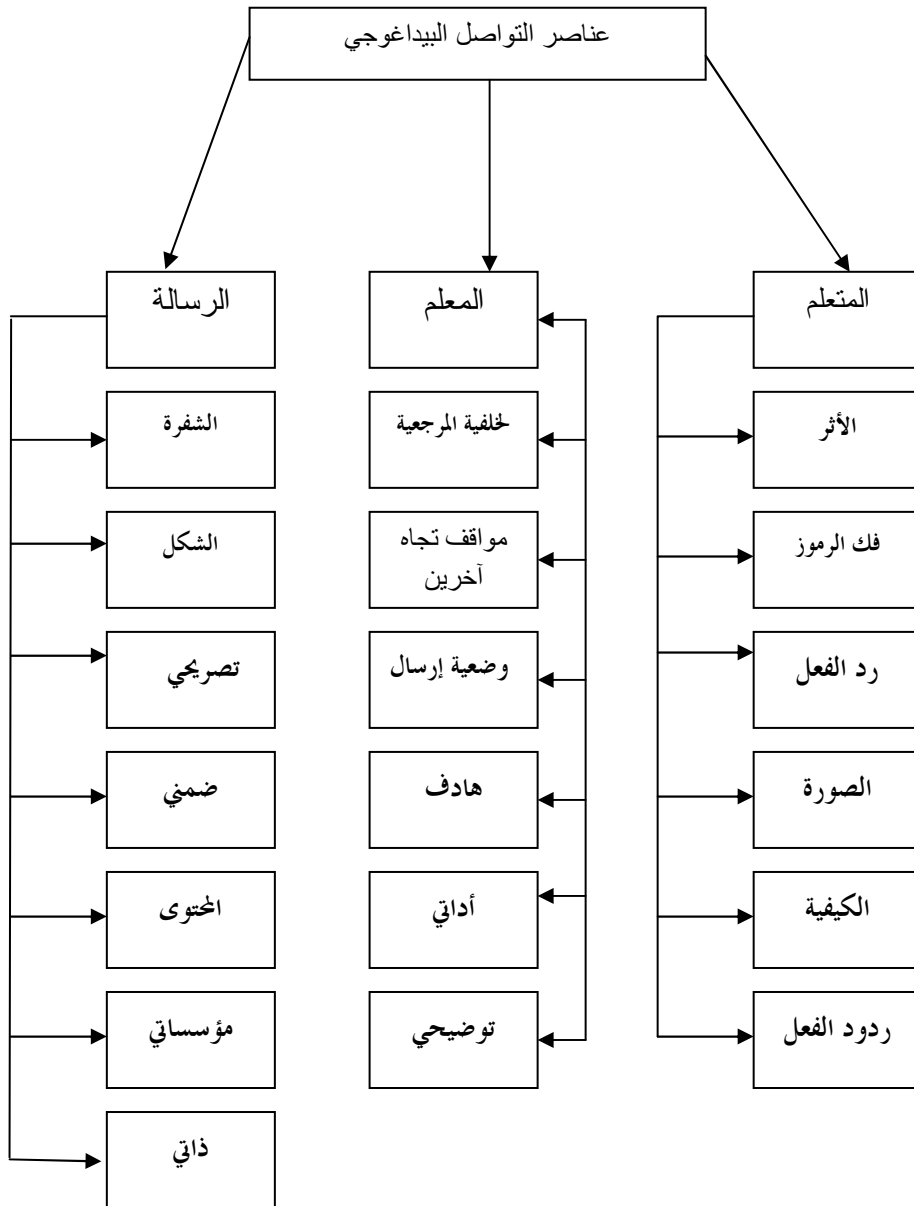 عناصر التواصل البيداغوجي
المتعلم
المعلم
الرسالة
الأثر
لخلفية المرجعية
الشفرة
فك الرموز
مواقف تجاه
آخرين
الشكل
رد الفعل
وضعية إرسال
تصريحي
الصورة
هادف
ضمني
الكيفية
أداتي
المحتوى
ردود الفعل
توضيحي
مؤسساتي
ذاتي